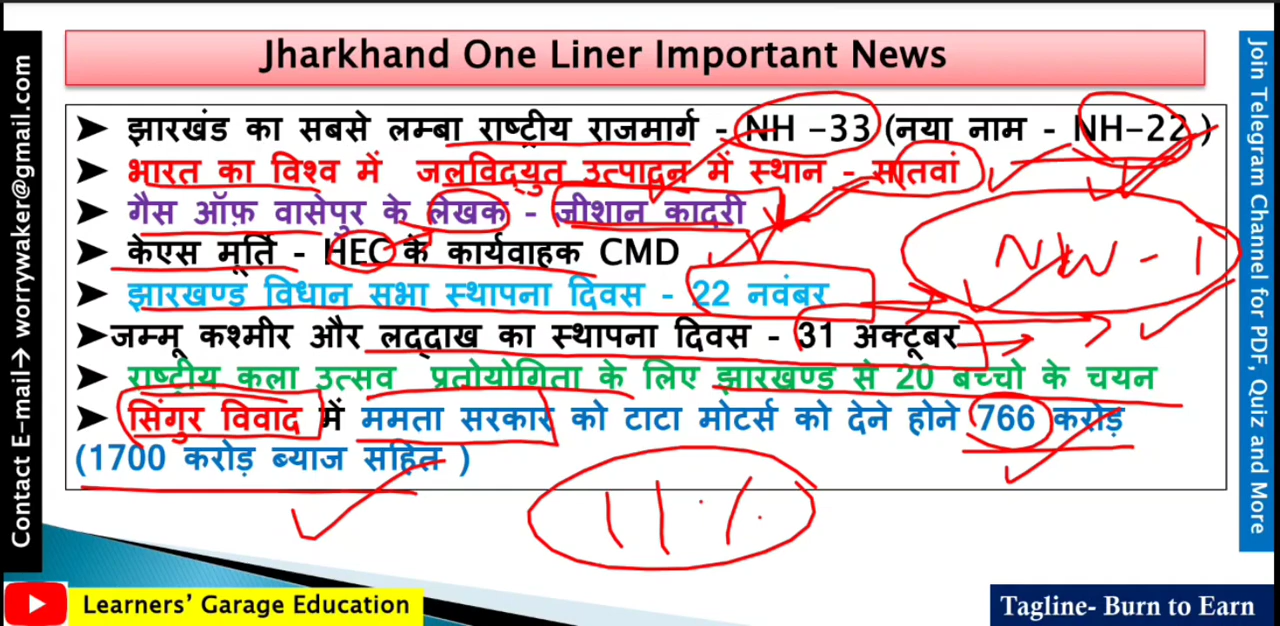 Jharkhand One Liner Important News
➤ झारखंड का सबसे लम्बा राष्ट्रीय राजमार्ग - NH -33 (नया नाम - NH-22 )
➤ भारत का विश्व में जलविद्युत उत्पादन में स्थान - सातवां
➤ गैस ऑफ़ वासेपुर के लेखक - जीशान कादरी
➤ केएस मूर्ति - HEC के कार्यवाहक CMD
➤ झारखण्ड विधान सभा स्थापना दिवस - 22 नवंबर
➤ जम्मू कश्मीर और लद्दाख का स्थापना दिवस - 31 अक्टूबर
➤ राष्ट्रीय कला उत्सव प्रतोयोगिता के लिए झारखण्ड से 20 बच्चो के चयन
➤ सिंगुर विवाद में ममता सरकार को टाटा मोटर्स को देने होने 766 करोड़
(1700 करोड़ ब्याज सहित )
NW - 1
11%
Contact E-mail→ worrywaker@gmail.com
Join Telegram Channel for PDF, Quiz and More
Learners’ Garage Education
Tagline- Burn to Earn